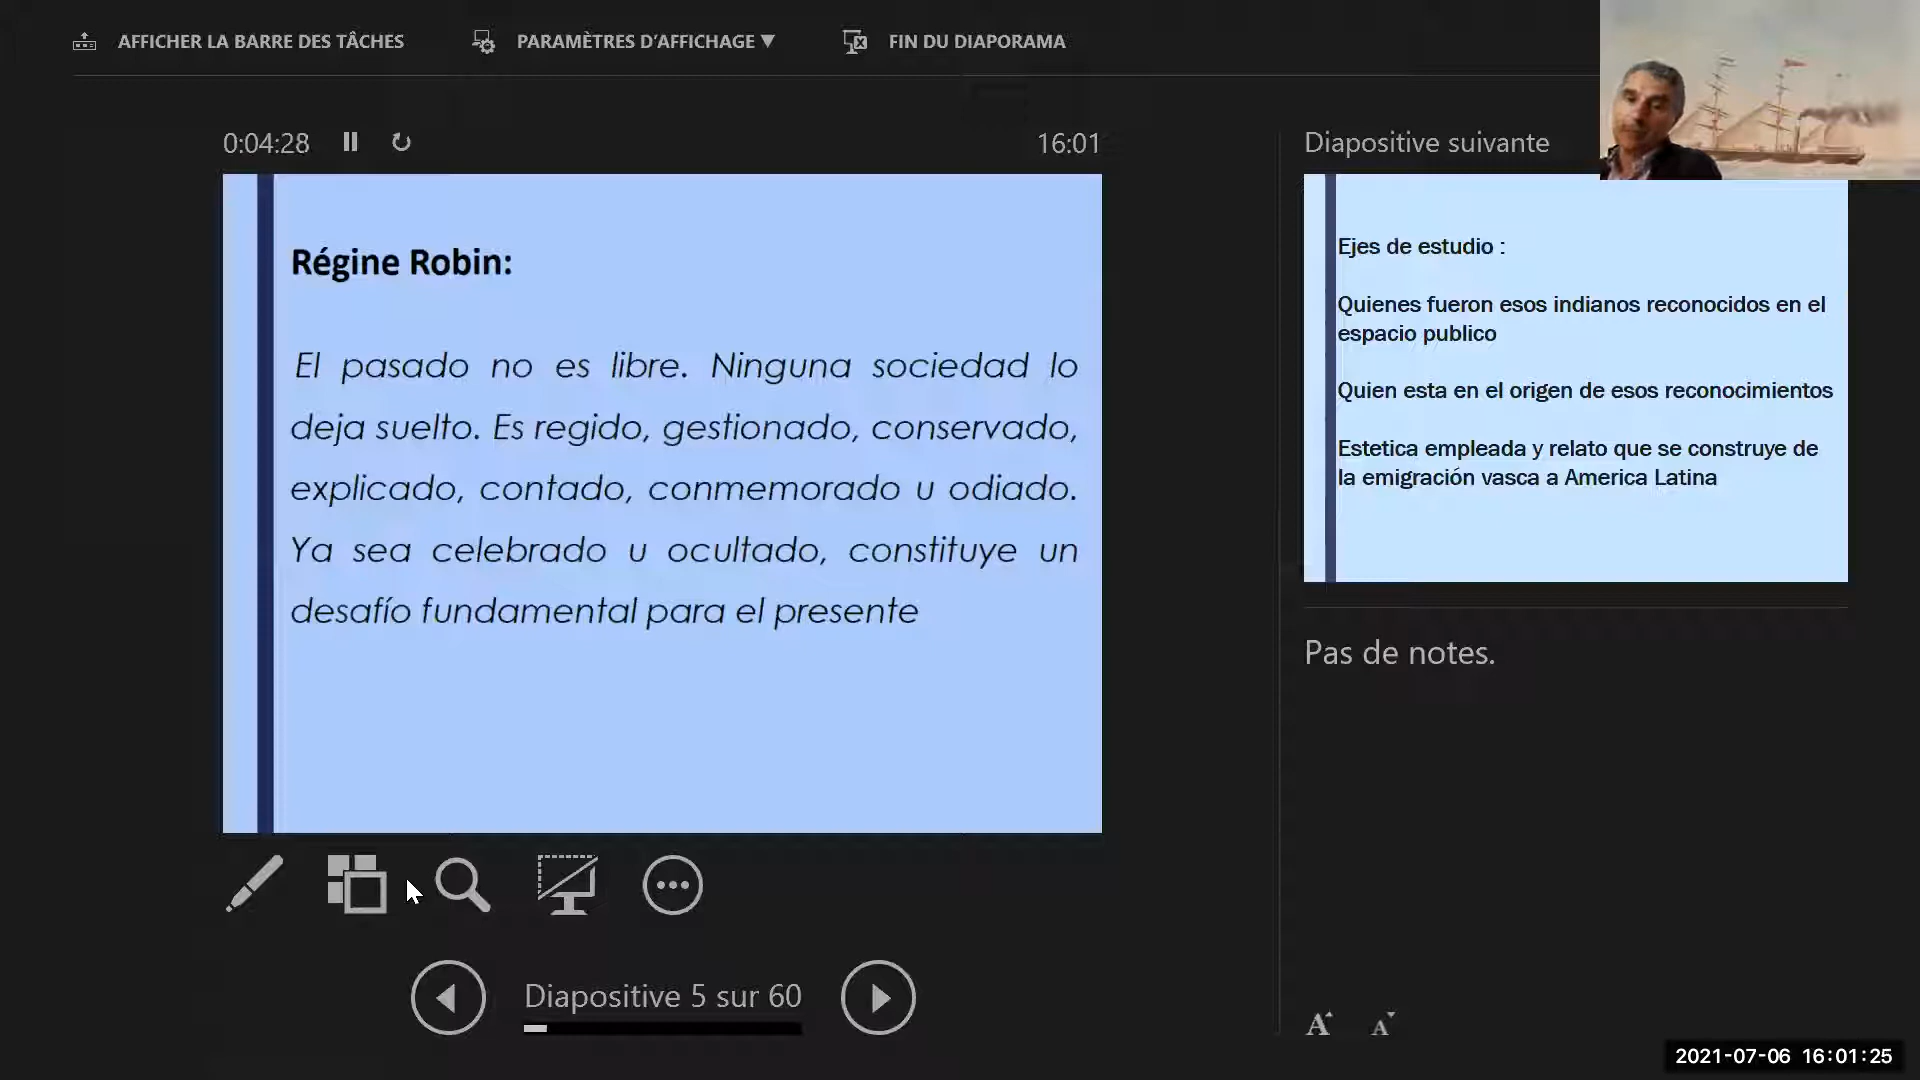 AFFICHER LA BARRE DES TÂCHES
PARAMÈTRES D'AFFICHAGE ▼
FIN DU DIAPORAMA
0:04:28
16:01
Régine Robin:
El pasado no es libre. Ninguna sociedad lo
deja suelto. Es regido, gestionado, conservado,
explicado, contado, conmemorado u odiado.
Ya sea celebrado u ocultado, constituye un
desafío fundamental para el presente
Diapositive 5 sur 60
Diapositive suivante
Ejes de estudio :
Quienes fueron esos indianos reconocidos en el
espacio publico
Quien esta en el origen de esos reconocimientos
Estetica empleada y relato que se construye de
la emigración vasca a America Latina
Pas de notes.
A A
2021-07-06 16:01:25